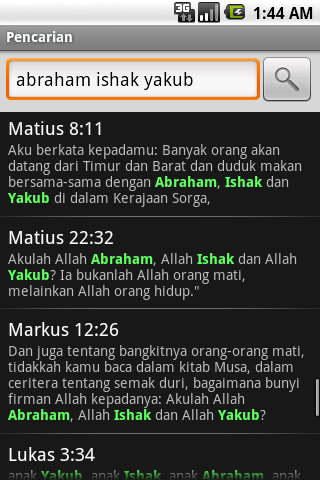 3G 1:44 AM
Pencarian
abraham ishak yakub
Matius 8:11
Aku berkata kepadamu: Banyak orang akan
datang dari Timur dan Barat dan duduk makan
bersama-sama dengan Abraham, Ishak dan
Yakub di dalam Kerajaan Sorga,
Matius 22:32
Akulah Allah Abraham, Allah Ishak dan Allah
Yakub? Ia bukanlah Allah orang mati,
melainkan Allah orang hidup."
Markus 12:26
Dan juga tentang bangkitnya orang-orang mati,
tidakkah kamu baca dalam kitab Musa, dalam
ceritera tentang semak duri, bagaimana bunyi
firman Allah kepadanya: Akulah Allah
Abraham, Allah Ishak dan Allah Yakub?
Lukas 3:34
anak Yakub, anak Ishak, anak Abraham, anak